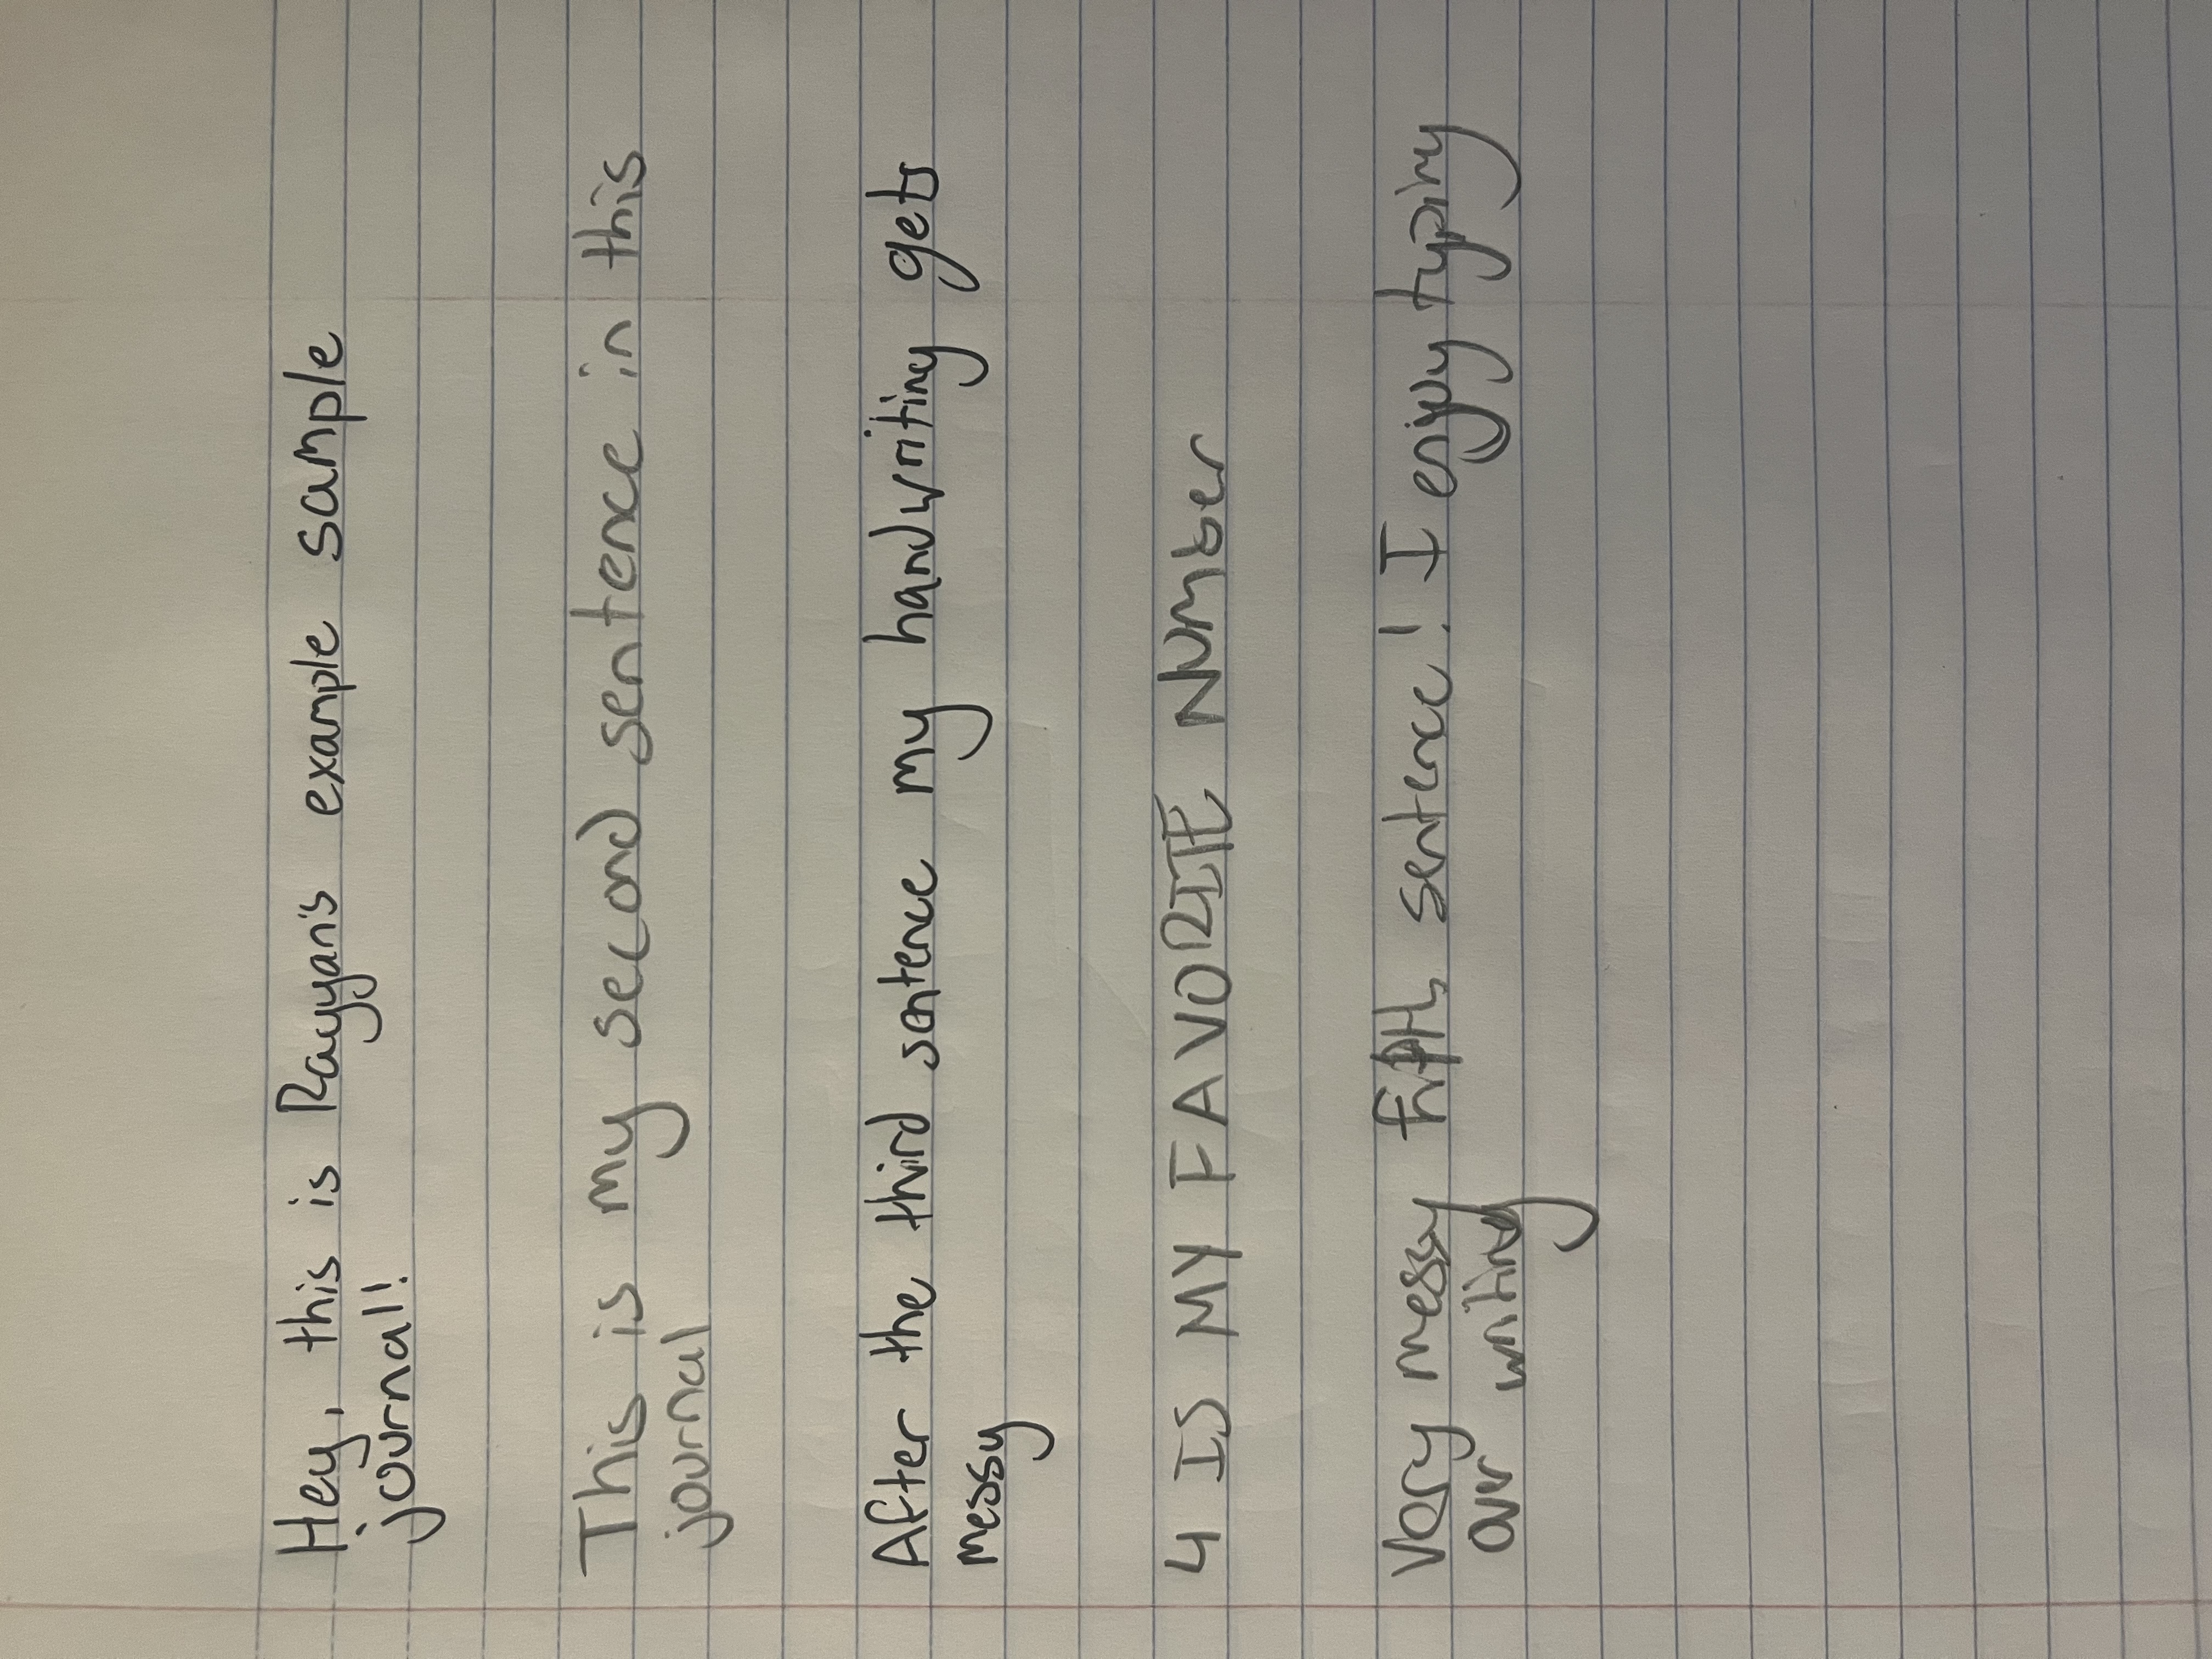 Hey, this is Rayyan's example sample
journal!
This is my second sentence in this
journal
After the third sentence my handwriting gets
messy
4 IS MY FAVORITE NUMber
Very messy fifth sentence! I enjoy typing
over writing